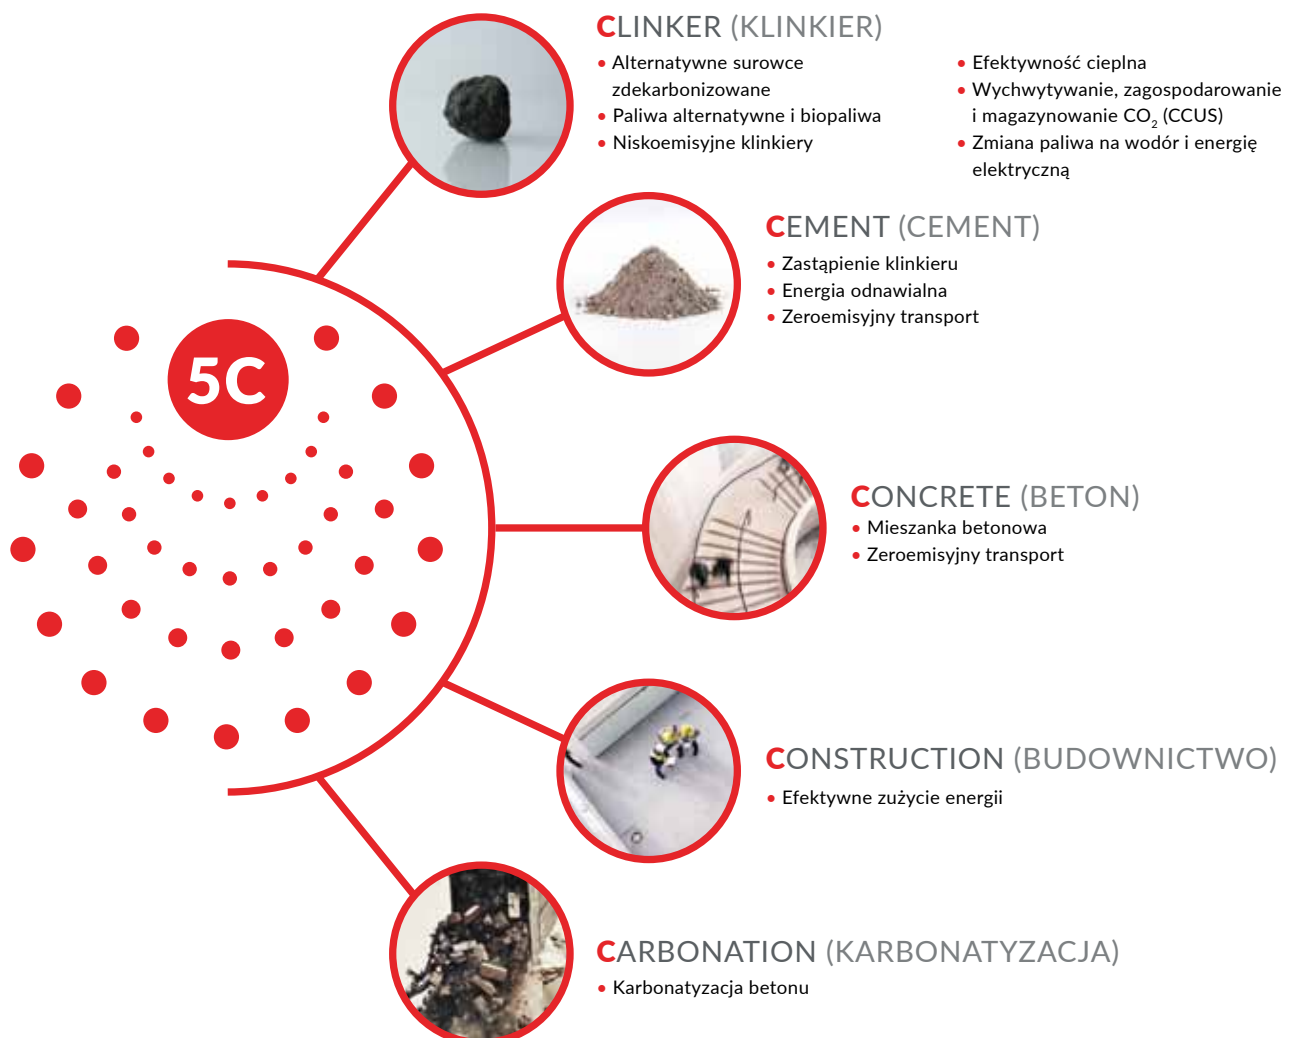 CLINKER (KLINKIER)
• Alternatywne surowce
zdekarbonizowane
• Paliwa alternatywne i biopaliwa
• Niskoemisyjne klinkiery
• Efektywność cieplna
• Wychwytywanie, zagospodarowanie
i magazynowanie CO₂ (CCUS)
• Zmiana paliwa na wodór i energię
elektryczną
CEMENT (CEMENT)
• Zastąpienie klinkieru
• Energia odnawialna
• Zeroemisyjny transport
5C
CONCRETE (BETON)
• Mieszanka betonowa
• Zeroemisyjny transport
CONSTRUCTION (BUDOWNICTWO)
• Efektywne zużycie energii
CARBONATION (KARBONATYZACJA)
• Karbonatyzacja betonu